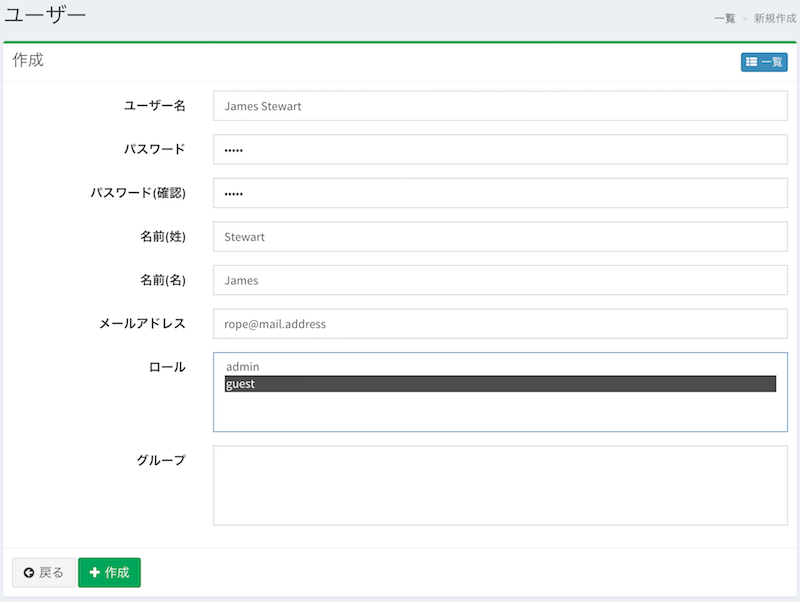 ユーザー
一覧 > 新規作成
作成
一覧
ユーザー名 James Stewart
パスワード •••••
パスワード(確認) •••••
名前(姓) Stewart
名前(名) James
メールアドレス rope@mail.address
ロール admin
guest
グループ
戻る
作成